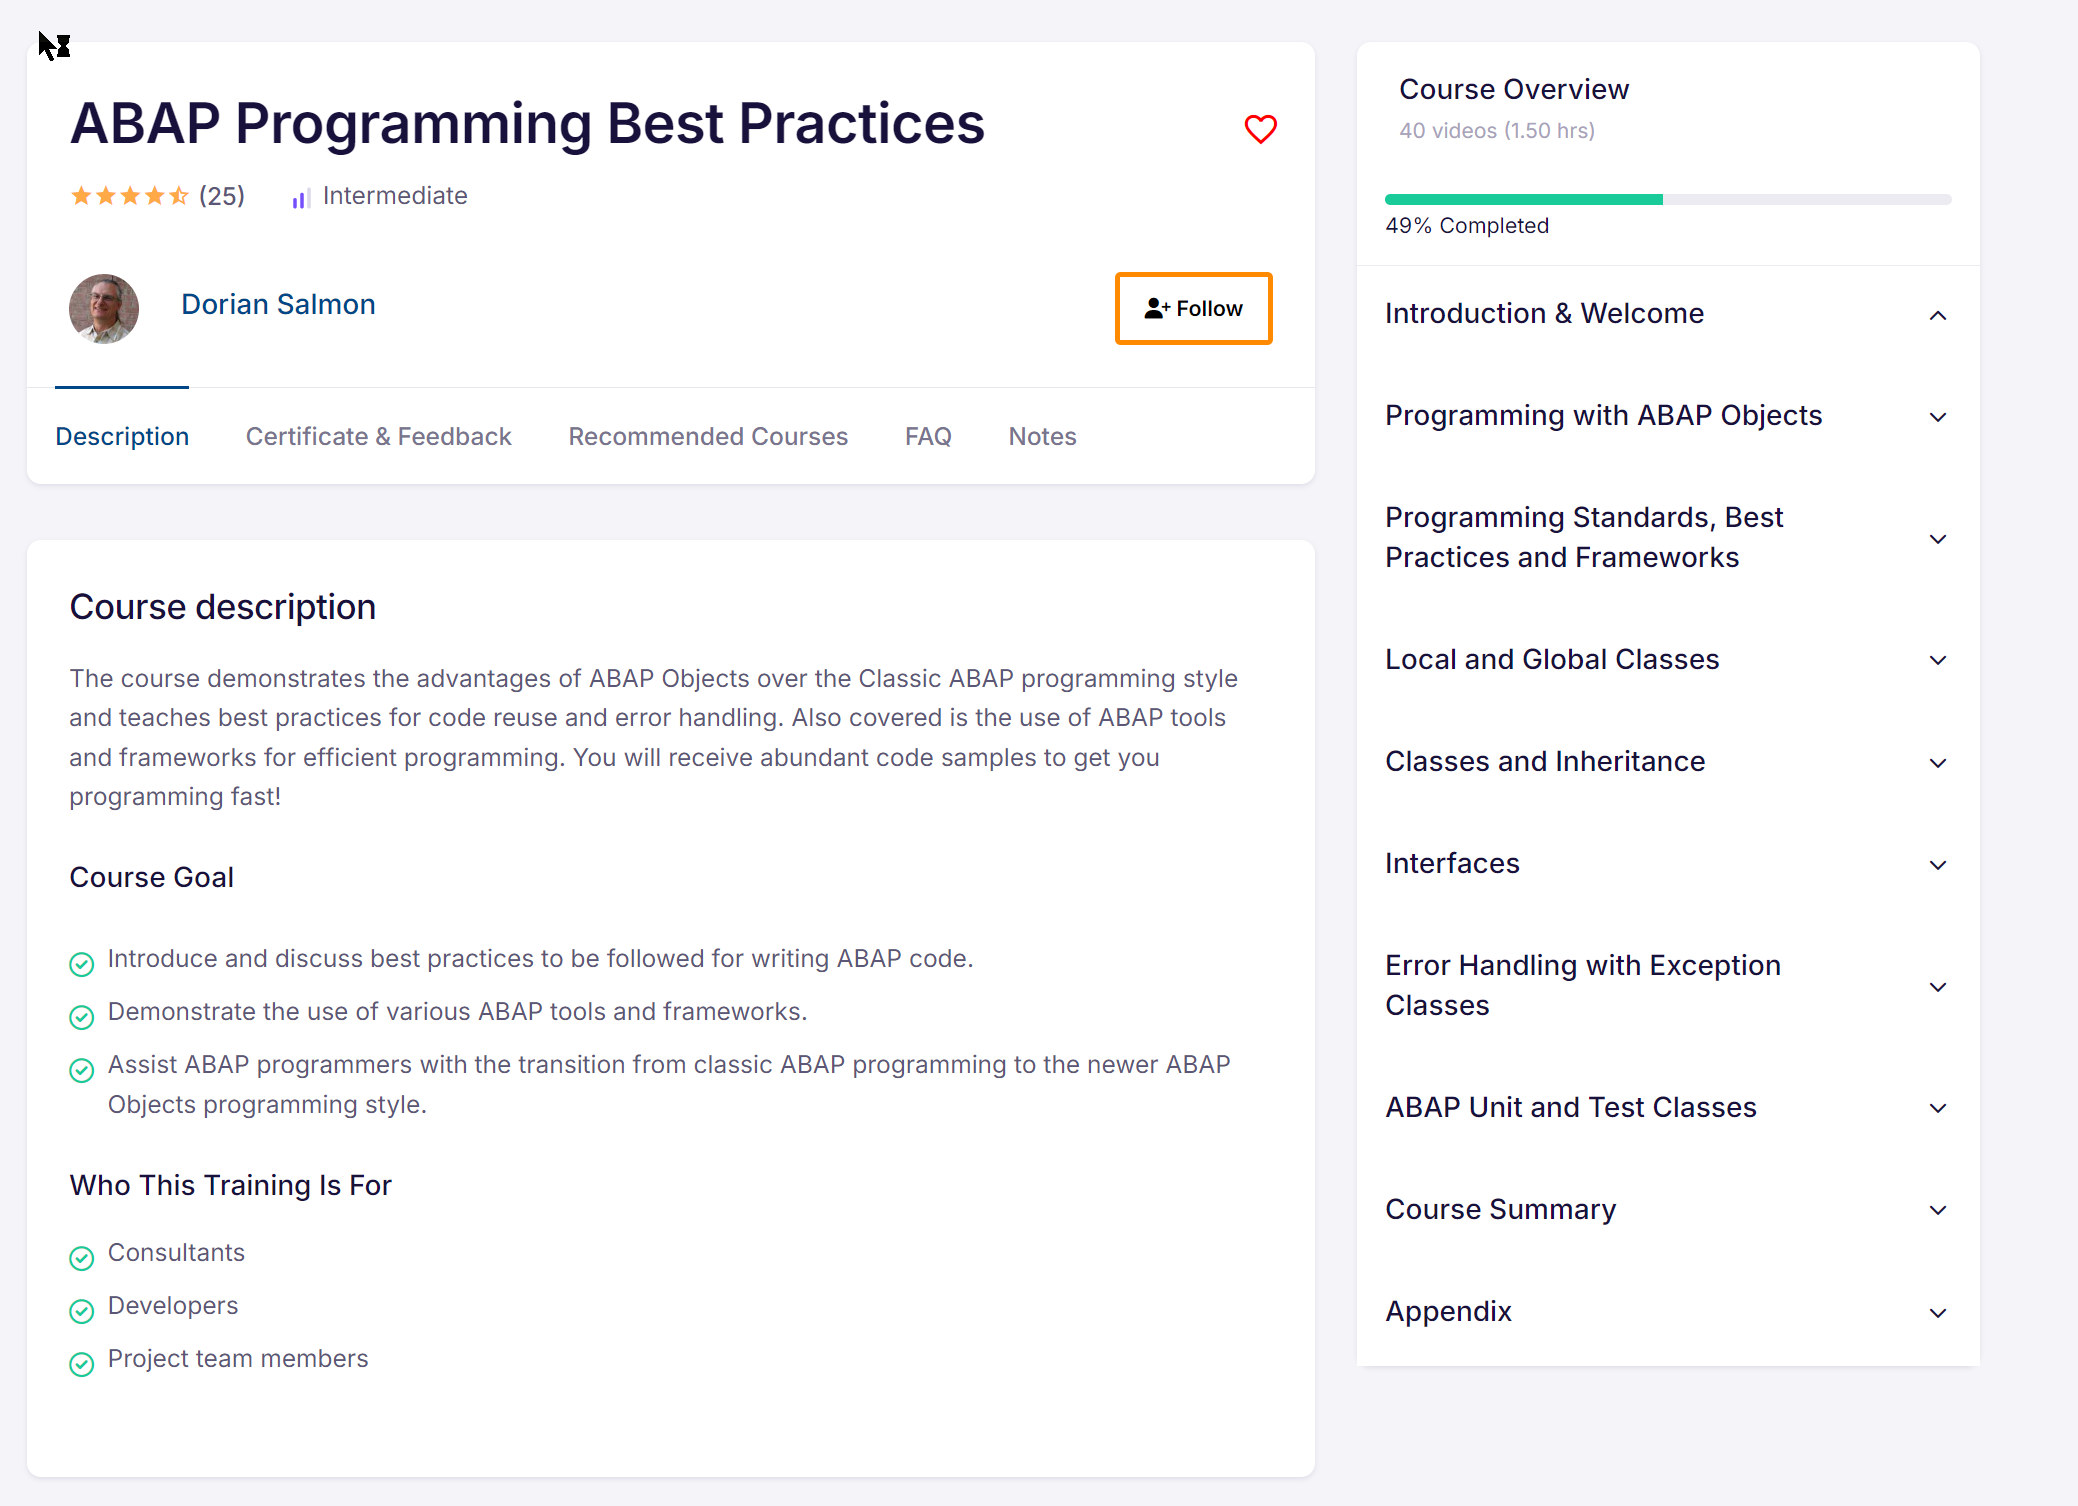 ABAP Programming Best Practices
(25)
Intermediate
Dorian Salmon
Follow
Description
Certificate & Feedback
Recommended Courses
FAQ
Notes
Course description
The course demonstrates the advantages of ABAP Objects over the Classic ABAP programming style
and teaches best practices for code reuse and error handling. Also covered is the use of ABAP tools
and frameworks for efficient programming. You will receive abundant code samples to get you
programming fast!
Course Goal
Introduce and discuss best practices to be followed for writing ABAP code.
Demonstrate the use of various ABAP tools and frameworks.
Assist ABAP programmers with the transition from classic ABAP programming to the newer ABAP
Objects programming style.
Who This Training Is For
Consultants
Developers
Project team members
Course Overview
40 videos (1.50 hrs)
49% Completed
Introduction & Welcome
Programming with ABAP Objects
Programming Standards, Best
Practices and Frameworks
Local and Global Classes
Classes and Inheritance
Interfaces
Error Handling with Exception
Classes
ABAP Unit and Test Classes
Course Summary
Appendix